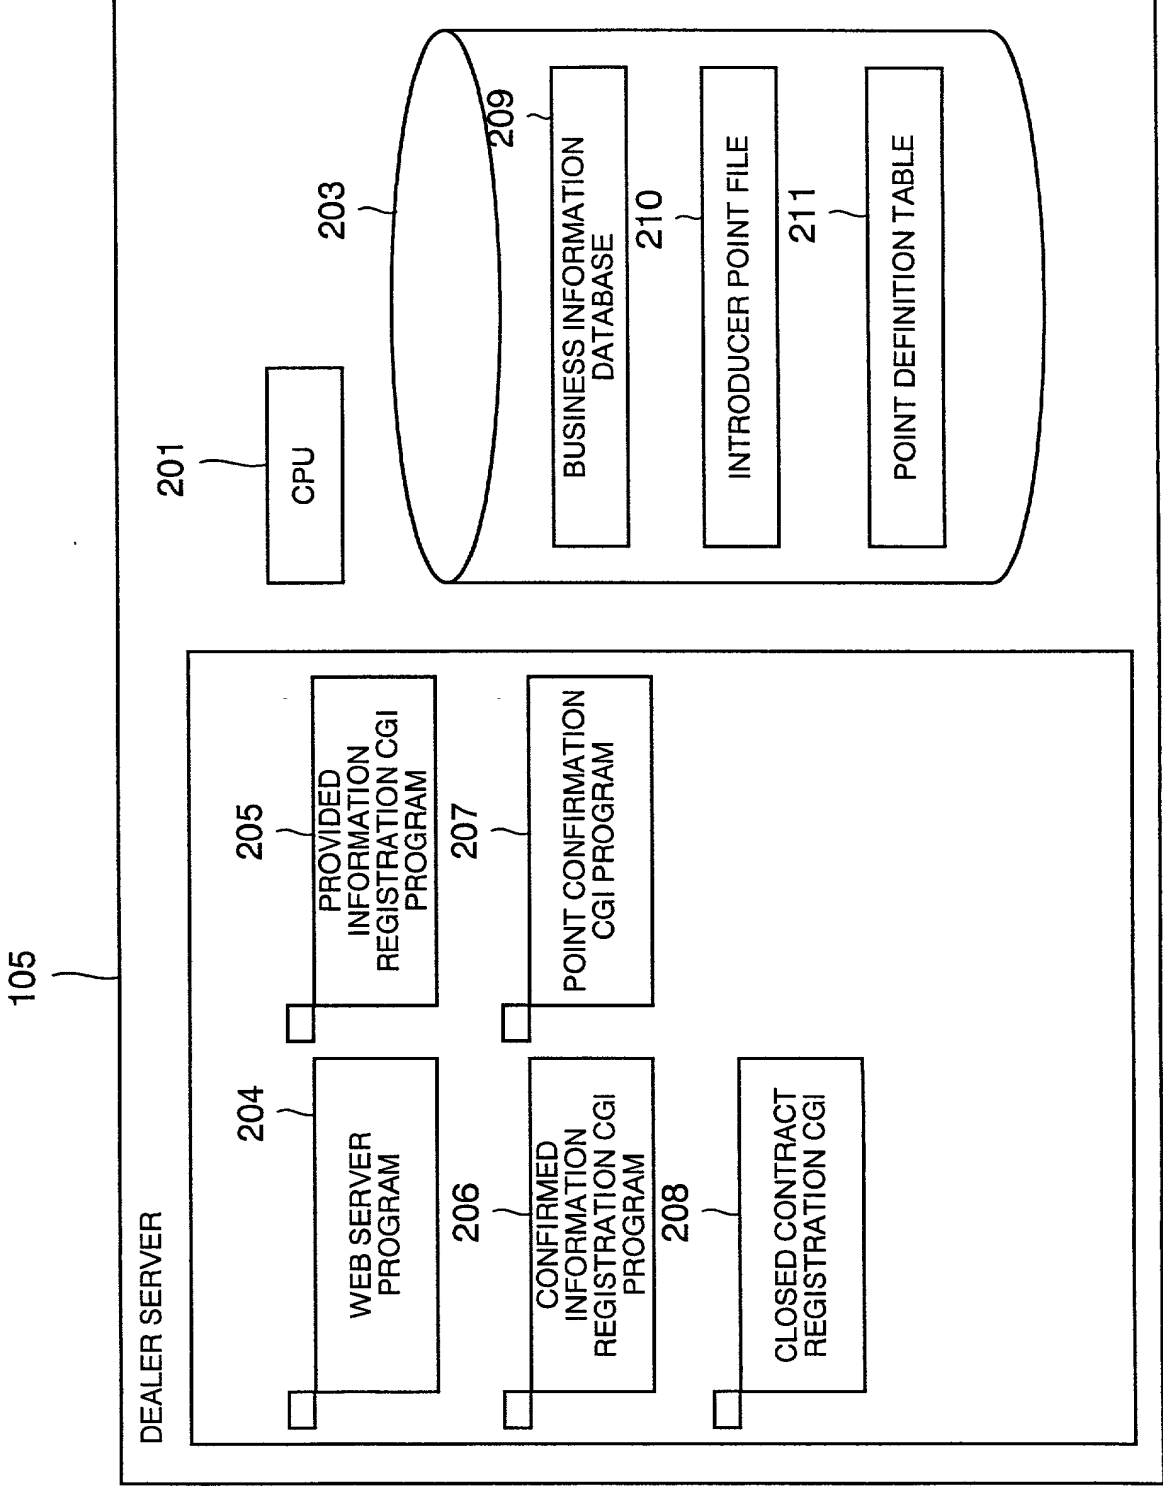 105
DEALER SERVER
204
WEB SERVER
PROGRAM
205
PROVIDED
INFORMATION
REGISTRATION CGI
PROGRAM
206
CONFIRMED
INFORMATION
REGISTRATION CGI
PROGRAM
207
POINT CONFIRMATION
CGI PROGRAM
208
CLOSED CONTRACT
REGISTRATION CGI
201
CPU
203
209
BUSINESS INFORMATION
DATABASE
210
INTRODUCER POINT FILE
211
POINT DEFINITION TABLE